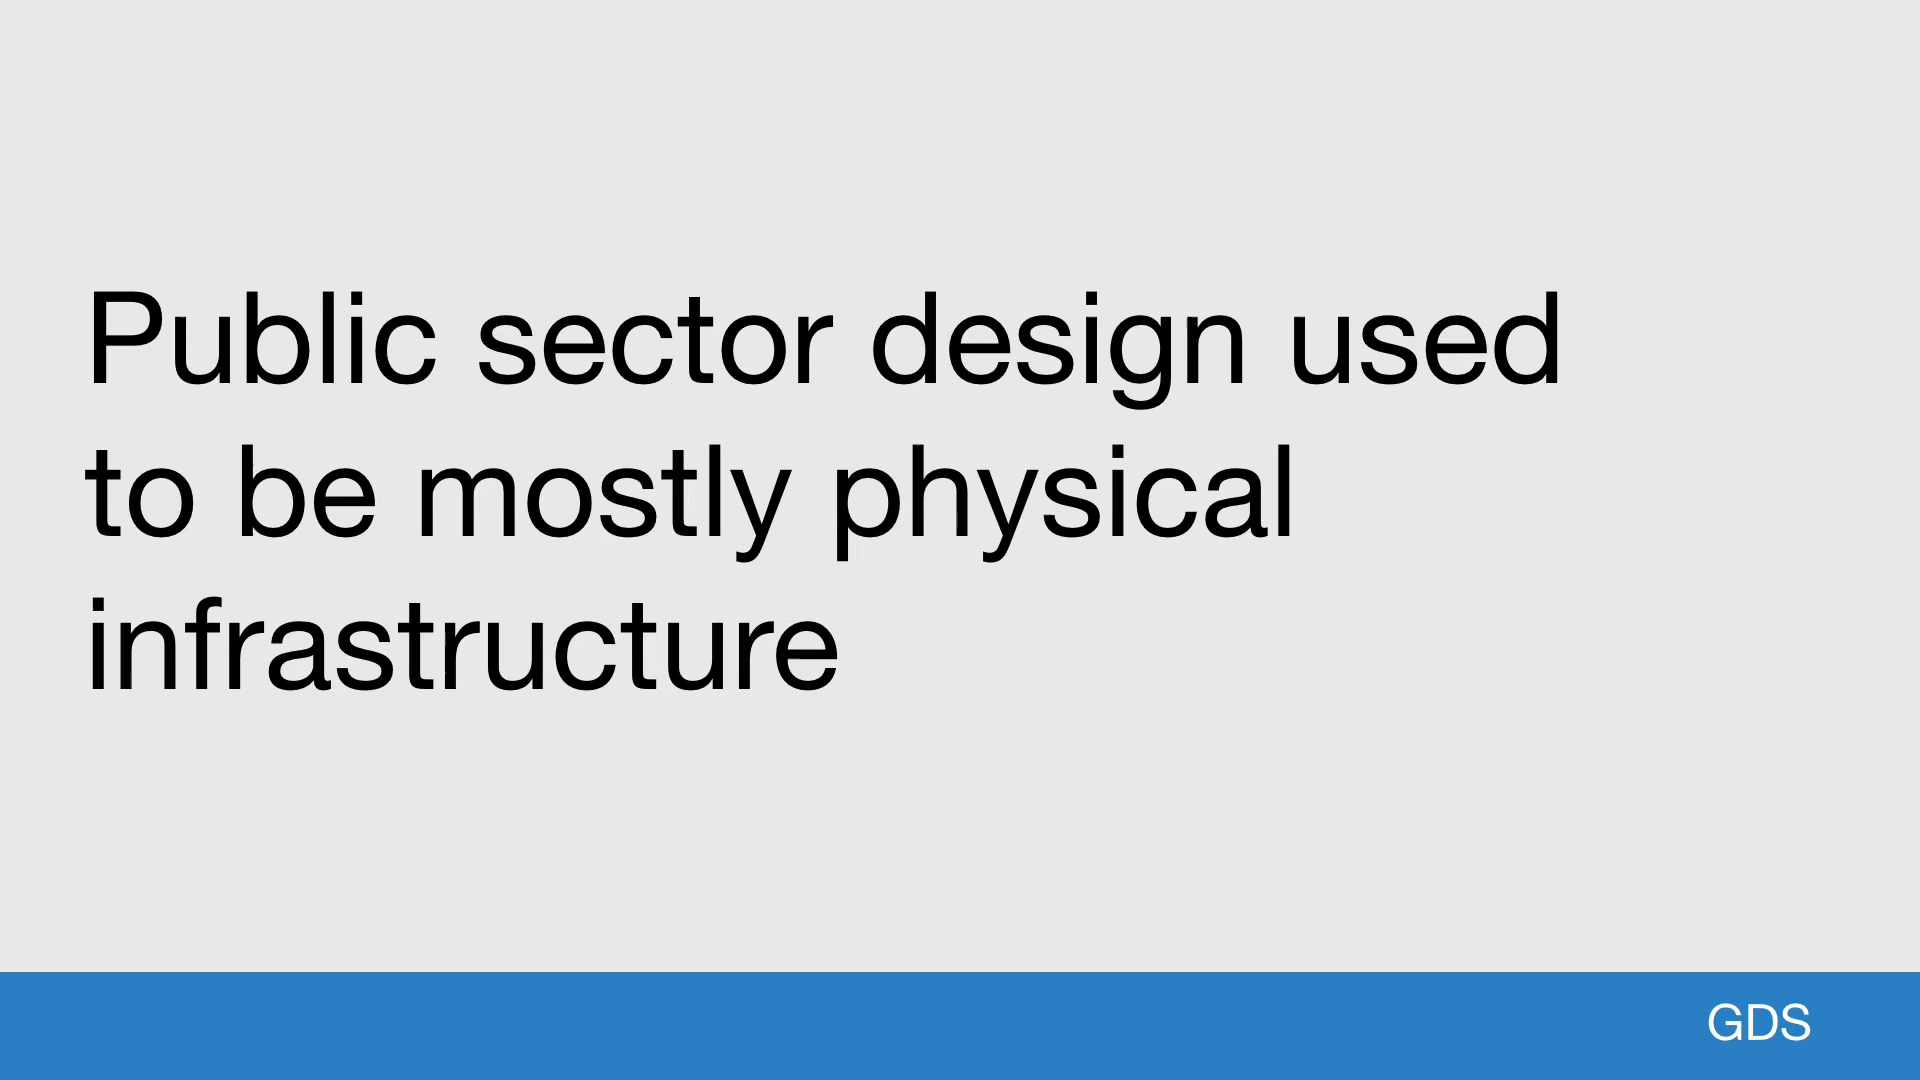 Public sector design used
to be mostly physical
infrastructure
GDS